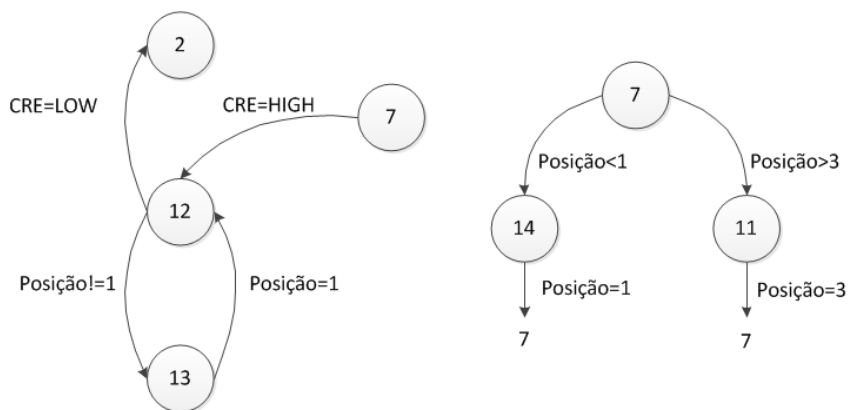 2
CRE=LOW
CRE=HIGH
7
12
Posição!=1
Posição=1
13
7
Posição<1
Posição>3
14
11
Posição=1
Posição=3
7
7